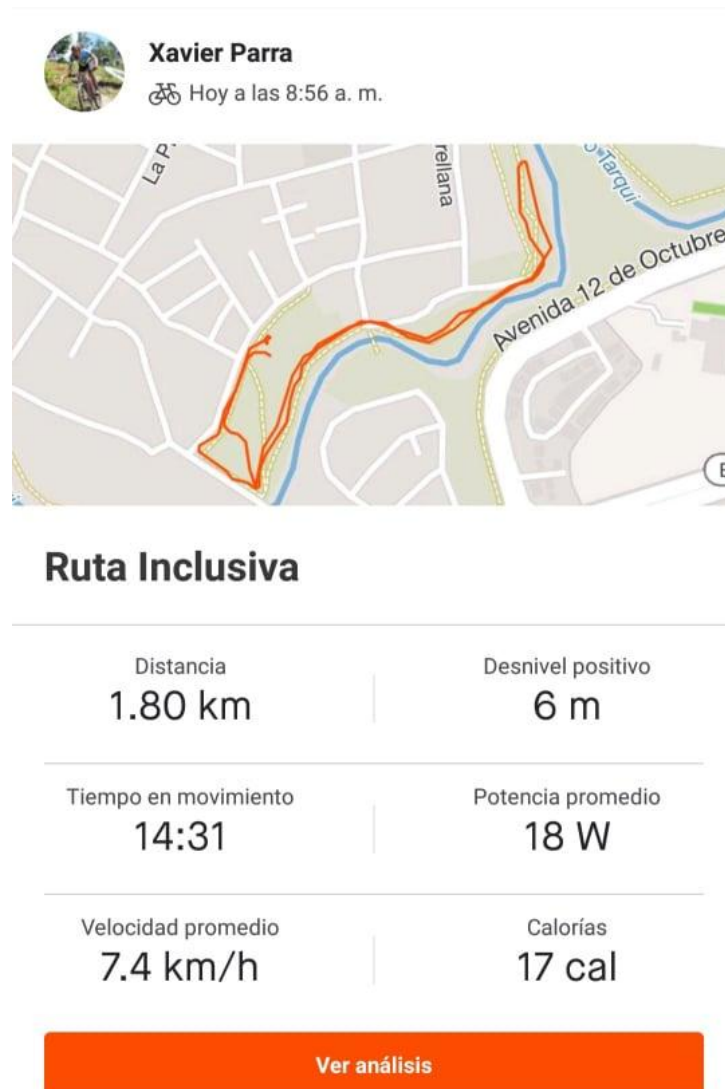 Xavier Parra
Hoy a las 8:56 a. m.
La P
rellana
Tarqui
Avenida 12 de Octubre
E
Ruta Inclusiva
Distancia
1.80 km
Desnivel positivo
6 m
Tiempo en movimiento
14:31
Potencia promedio
18 W
Velocidad promedio
7.4 km/h
Calorías
17 cal
Ver análisis